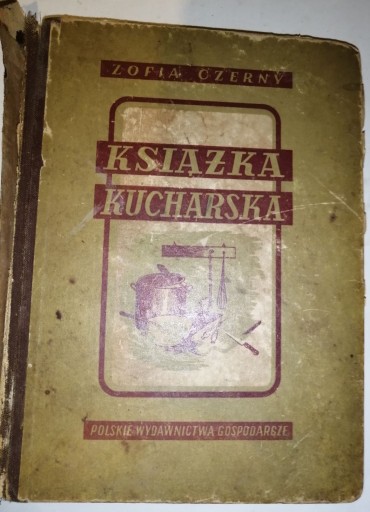 ZOFIA CZERNY
KSIĄŻKA
KUCHARSKA
POLSKIE WYDAWNICTWA GOSPODARCZE